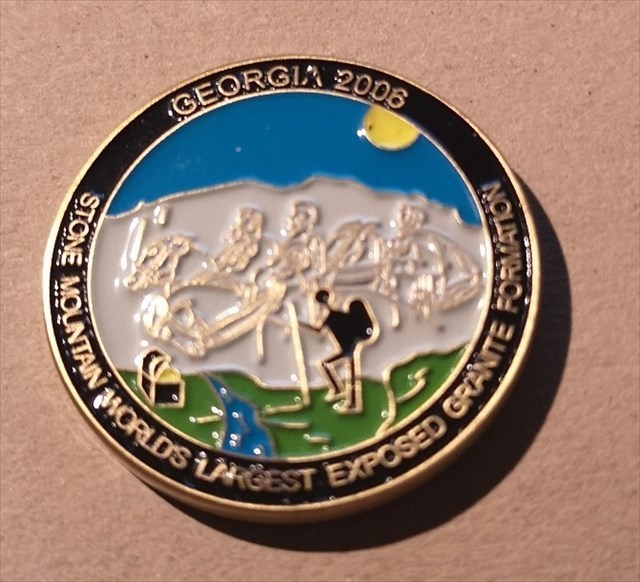 GEORGIA 2006
STONE MOUNTAIN WORLDS LARGEST EXPOSED GRANITE FORMATION